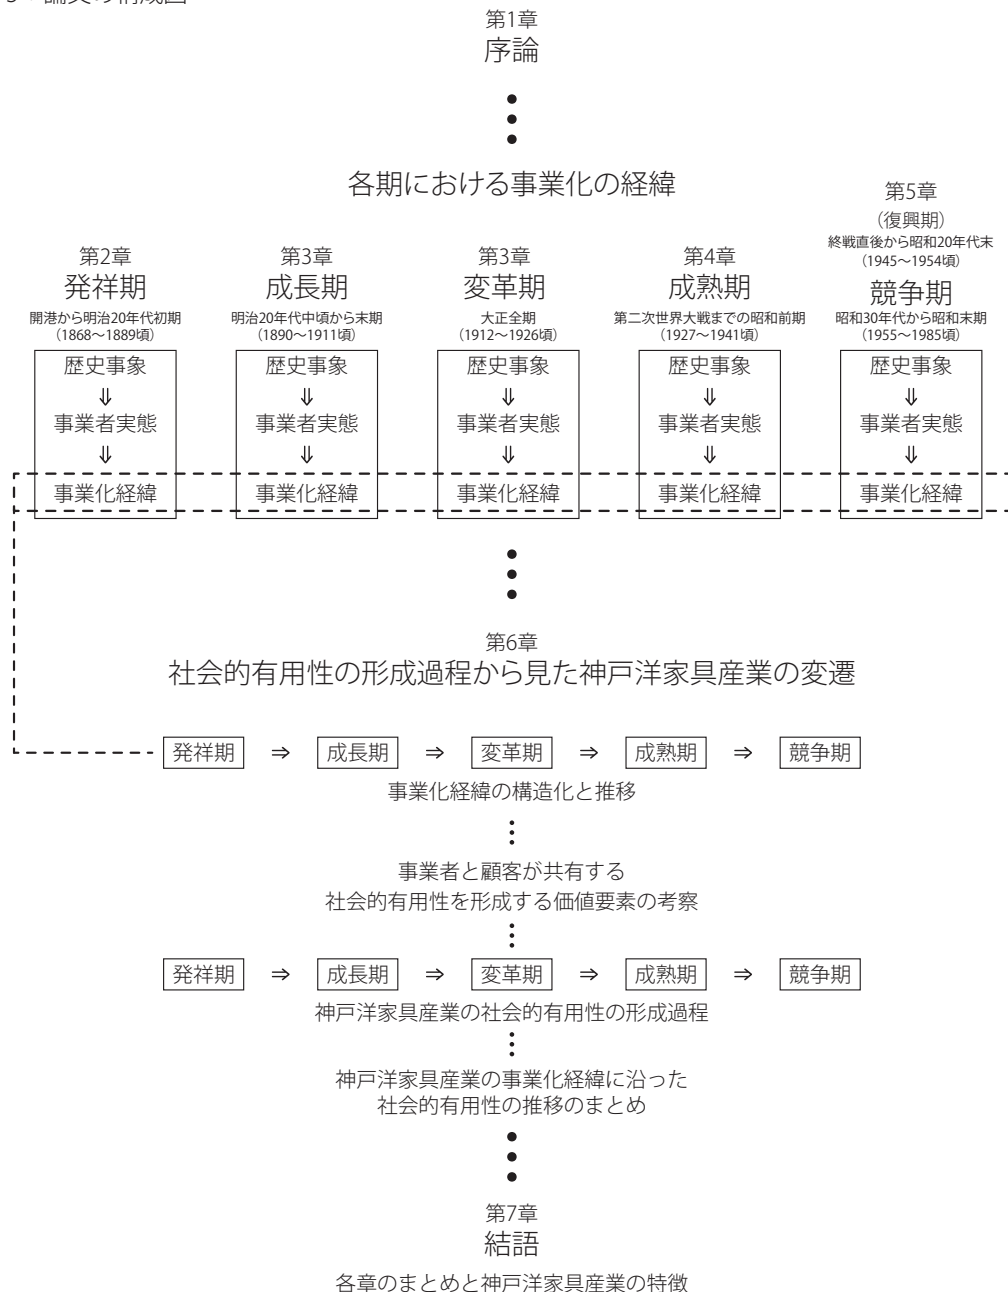 論文の構成図
第1章
序論
各期における事業化の経緯
第2章
発祥期
開港から明治20年代初期
（1868〜1889頃）
歴史事象
⇓
事業者実態
⇓
事業化経緯
第3章
成長期
明治20年代中頃から末期
（1890〜1911頃）
歴史事象
⇓
事業者実態
⇓
事業化経緯
第3章
変革期
大正全期
（1912〜1926頃）
歴史事象
⇓
事業者実態
⇓
事業化経緯
第4章
成熟期
第二次世界大戦までの昭和前期
（1927〜1941頃）
歴史事象
⇓
事業者実態
⇓
事業化経緯
第5章
（復興期）
終戦直後から昭和20年代末
（1945〜1954頃）
競争期
昭和30年代から昭和末期
（1955〜1985頃）
歴史事象
⇓
事業者実態
⇓
事業化経緯
第6章
社会的有用性の形成過程から見た神戸洋家具産業の変遷
発祥期 ⇒ 成長期 ⇒ 変革期 ⇒ 成熟期 ⇒ 競争期
事業化経緯の構造化と推移
事業者と顧客が共有する
社会的有用性を形成する価値要素の考察
発祥期 ⇒ 成長期 ⇒ 変革期 ⇒ 成熟期 ⇒ 競争期
神戸洋家具産業の社会的有用性の形成過程
神戸洋家具産業の事業化経緯に沿った
社会的有用性の推移のまとめ
第7章
結語
各章のまとめと神戸洋家具産業の特徴